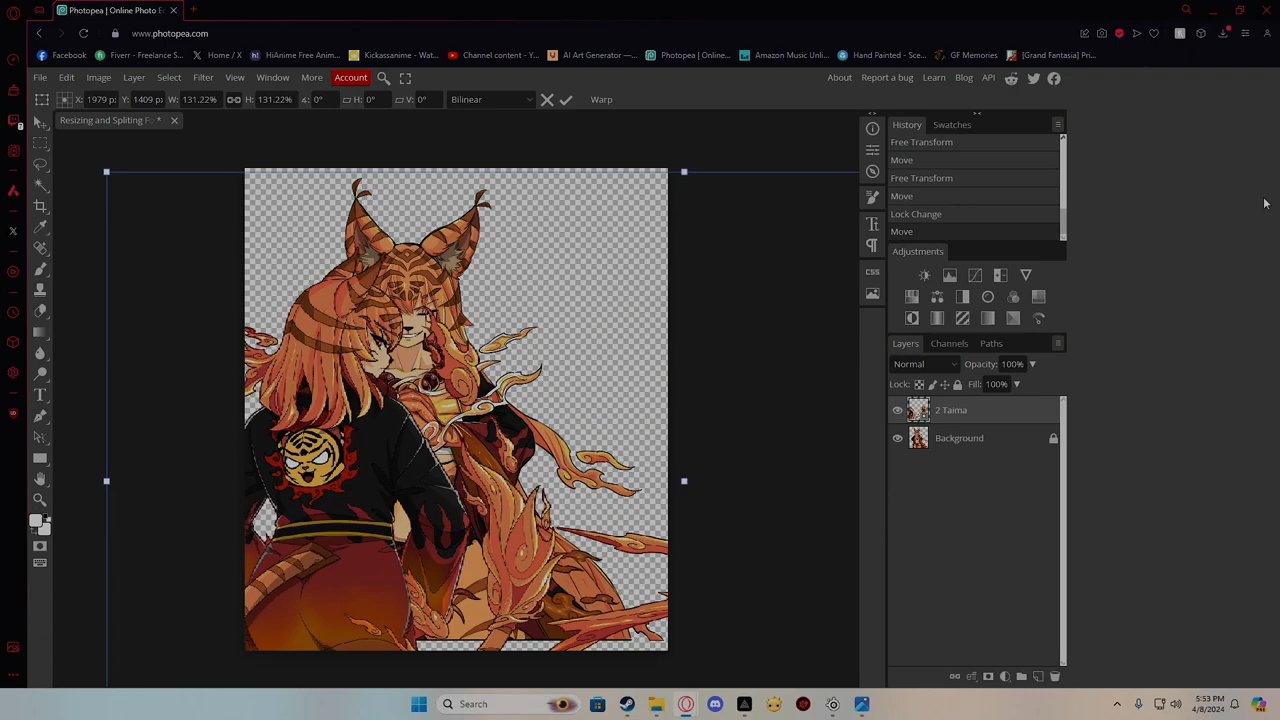 Photopea | Online Photo Ed
www.photopea.com
Facebook
Fiverr - Freelance S...
Home / X
HiAnime Free Anim...
Kickassanime - Wat...
Channel content - Y...
AI Art Generator —...
Photopea | Online...
Amazon Music Unli...
Hand Painted - Sce...
GF Memories
[Grand Fantasia] Pri...
File Edit Image Layer Select Filter View Window More Account
About Report a bug Learn Blog API
X: 1979 px Y: 1409 px W: 131.22% H: 131.22% ∡: 0° H: 0° V: 0° Bilinear Warp
Resizing and Spliting Fo *
History Swatches
Free Transform
Move
Free Transform
Move
Lock Change
Move
Adjustments
Layers Channels Paths
Normal Opacity: 100%
Lock: Fill: 100%
2 Taima
Background
CSS
Search
5:53 PM
4/8/2024